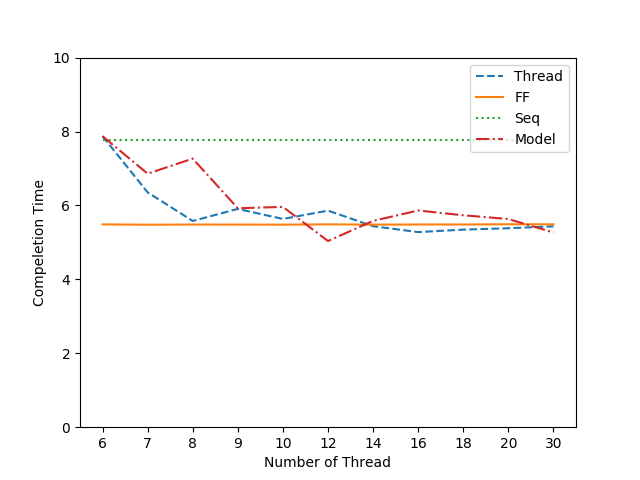 10
8
6
4
2
0
Compeletion Time
6 7 8 9 10 12 14 16 18 20 30
Number of Thread
Thread
FF
Seq
Model